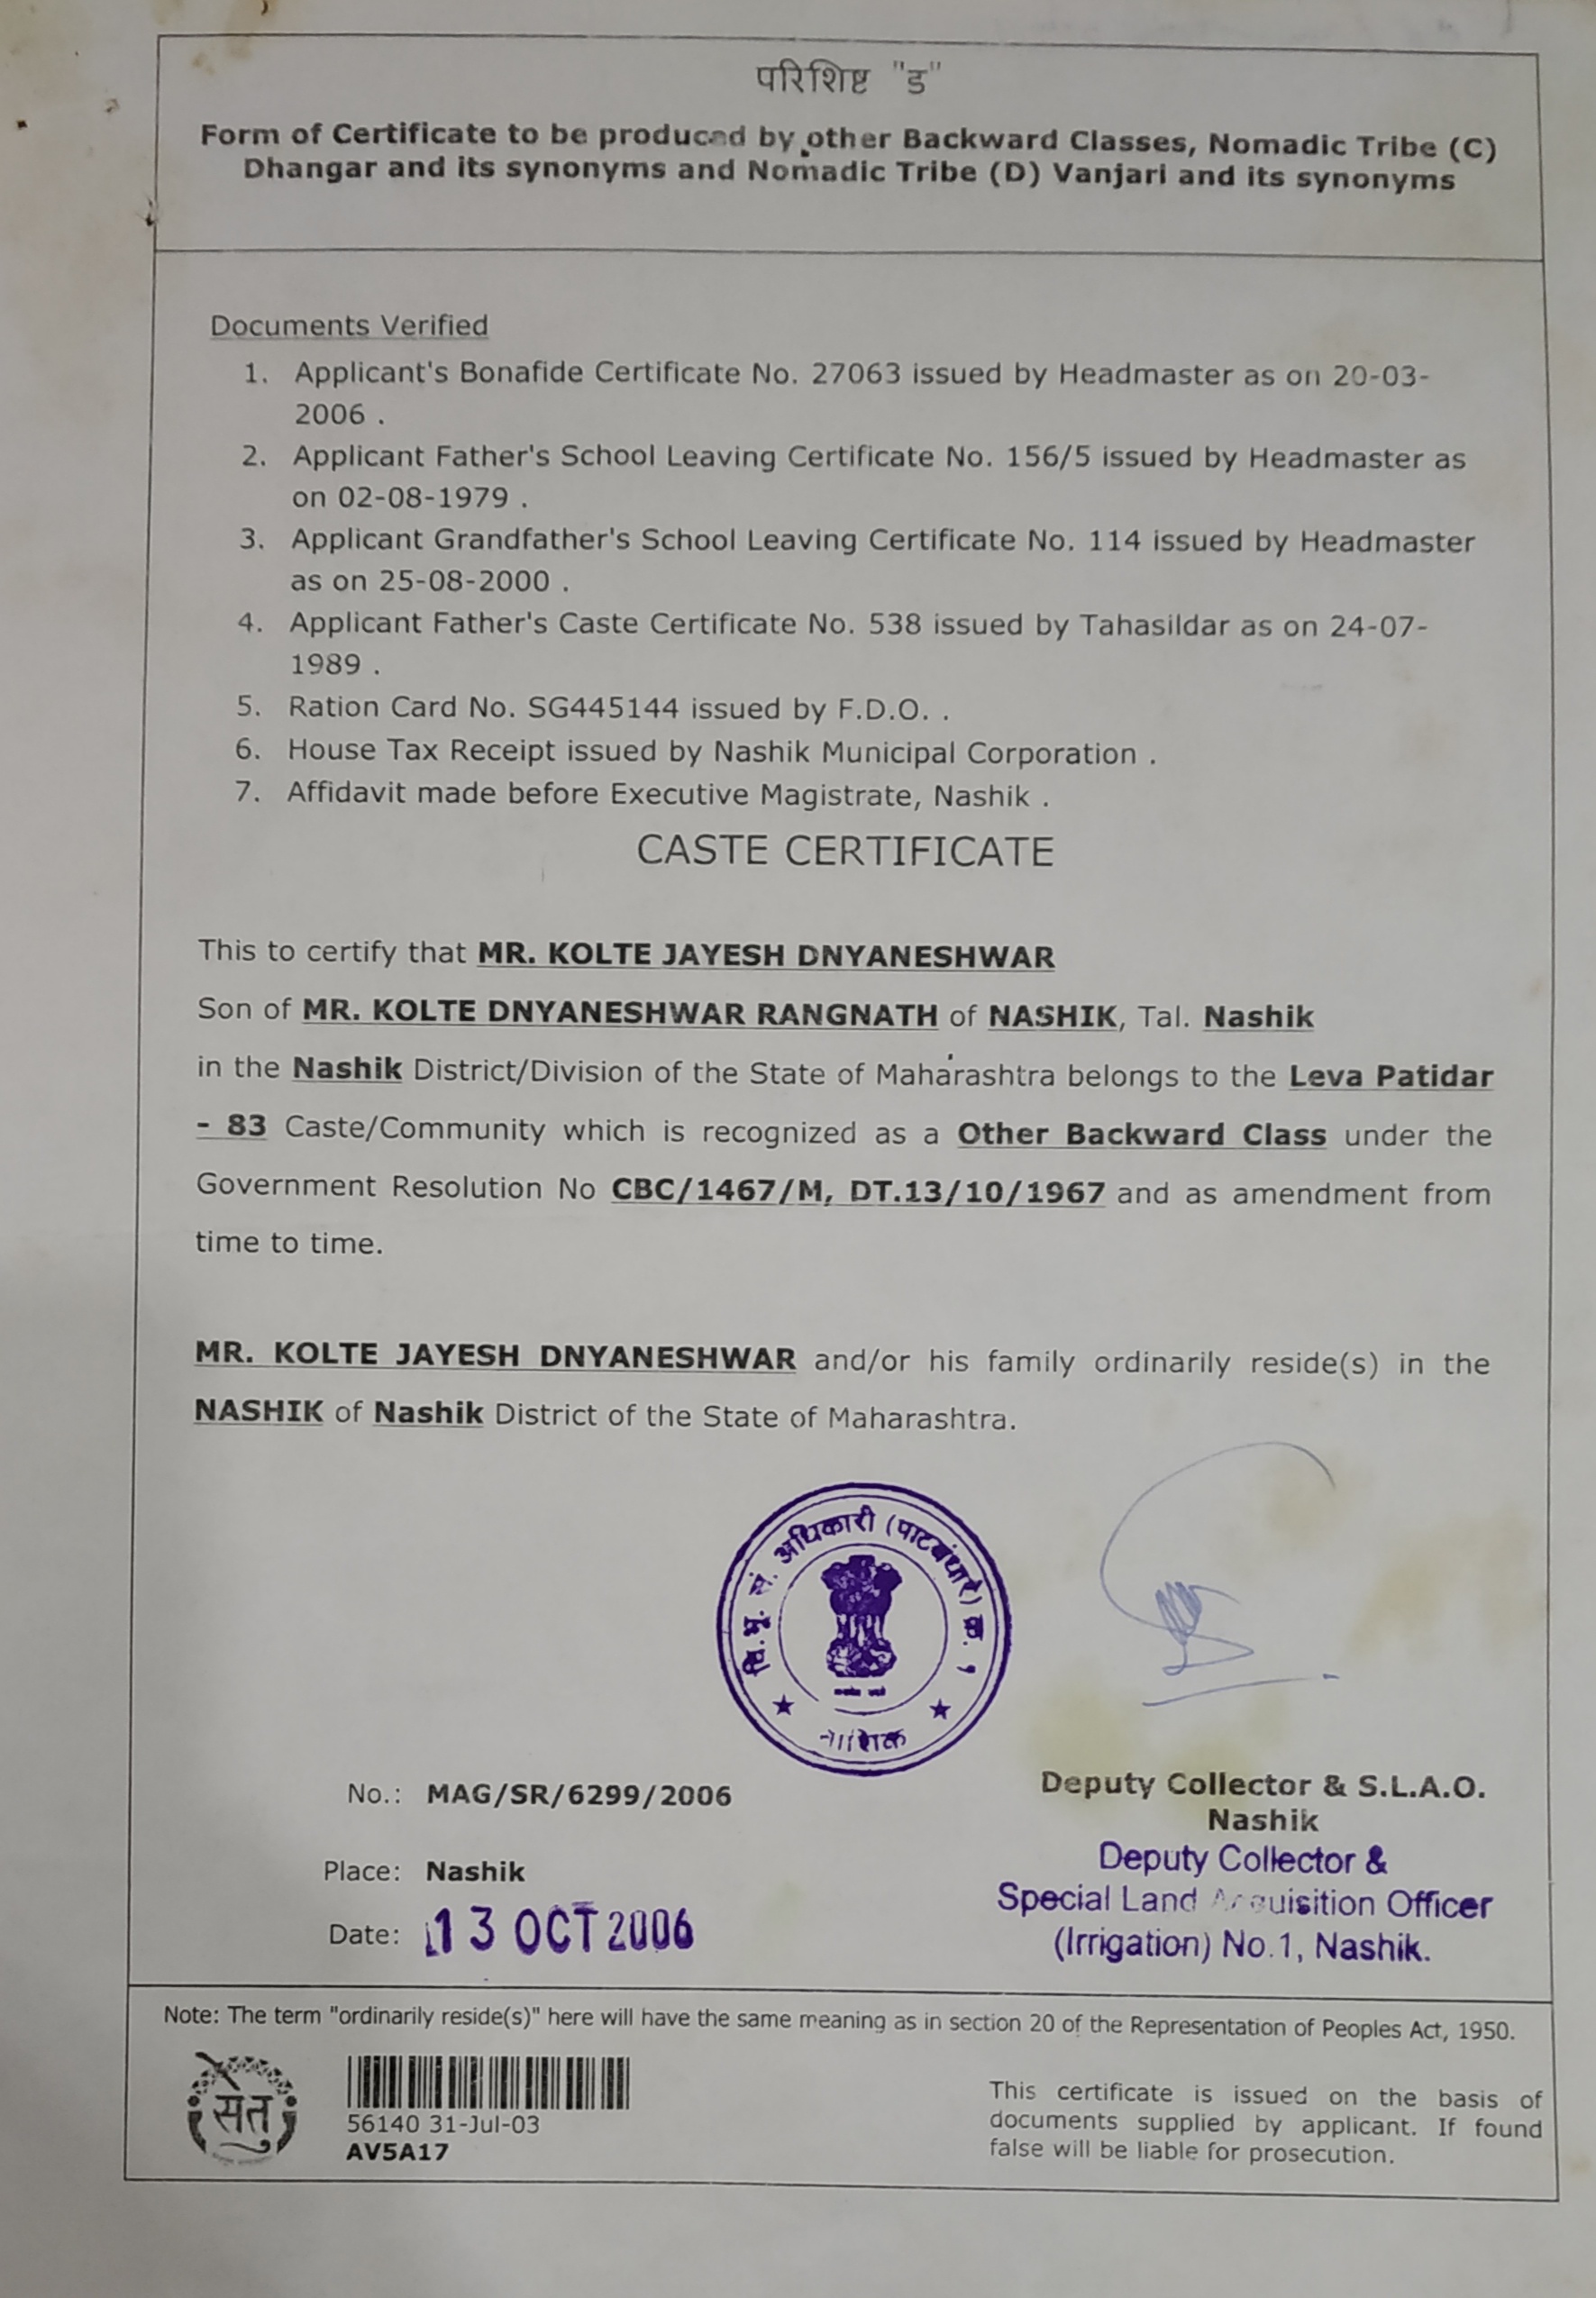 परिशिष्ट "ड"
Form of Certificate to be produced by other Backward Classes, Nomadic Tribe (C)
Dhangar and its synonyms and Nomadic Tribe (D) Vanjari and its synonyms
Documents Verified
1. Applicant's Bonafide Certificate No. 27063 issued by Headmaster as on 20-03-
2006 .
2. Applicant Father's School Leaving Certificate No. 156/5 issued by Headmaster as
on 02-08-1979 .
3. Applicant Grandfather's School Leaving Certificate No. 114 issued by Headmaster
as on 25-08-2000 .
4. Applicant Father's Caste Certificate No. 538 issued by Tahasildar as on 24-07-
1989 .
5. Ration Card No. SG445144 issued by F.D.O. .
6. House Tax Receipt issued by Nashik Municipal Corporation .
7. Affidavit made before Executive Magistrate, Nashik .
CASTE CERTIFICATE
This to certify that MR. KOLTE JAYESH DNYANESHWAR
Son of MR. KOLTE DNYANESHWAR RANGNATH of NASHIK, Tal. Nashik
in the Nashik District/Division of the State of Maharashtra belongs to the Leva Patidar
- 83 Caste/Community which is recognized as a Other Backward Class under the
Government Resolution No CBC/1467/M, DT.13/10/1967 and as amendment from
time to time.
MR. KOLTE JAYESH DNYANESHWAR and/or his family ordinarily reside(s) in the
NASHIK of Nashik District of the State of Maharashtra.
वि. भू. सं. अधिकारी (पाटबंधारे) क्र. १
नाशिक
No.: MAG/SR/6299/2006
Place: Nashik
Date: 13 OCT 2006
Deputy Collector & S.L.A.O.
Nashik
Deputy Collector &
Special Land Acquisition Officer
(Irrigation) No.1, Nashik.
Note: The term "ordinarily reside(s)" here will have the same meaning as in section 20 of the Representation of Peoples Act, 1950.
सेतु
56140 31-Jul-03
AV5A17
This certificate is issued on the basis of
documents supplied by applicant. If found
false will be liable for prosecution.